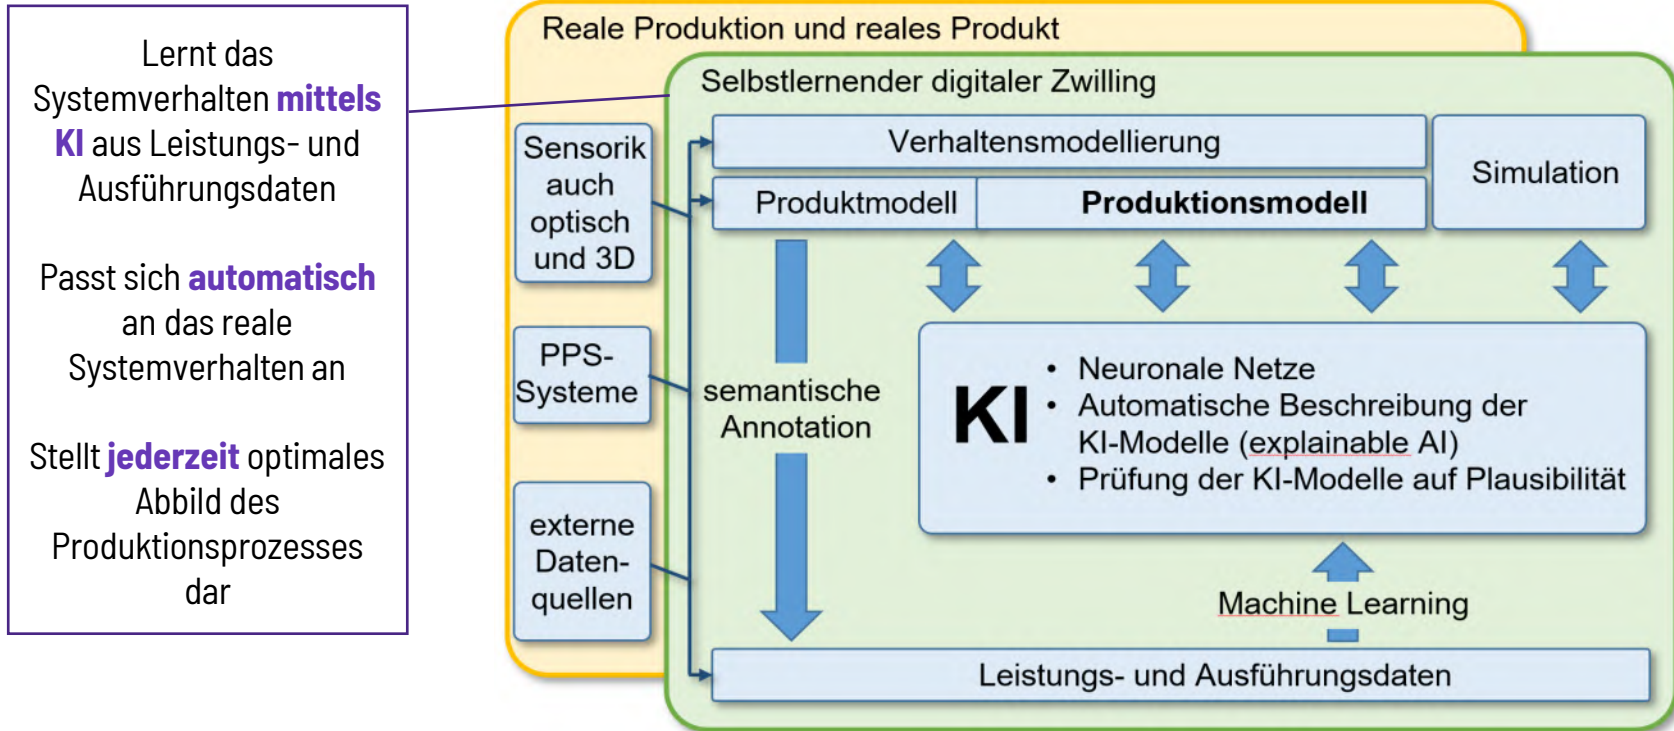 Lernt das
Systemverhalten mittels
KI aus Leistungs- und
Ausführungsdaten
Passt sich automatisch
an das reale
Systemverhalten an
Stellt jederzeit optimales
Abbild des
Produktionsprozesses
dar
Reale Produktion und reales Produkt
Selbstlernender digitaler Zwilling
Sensorik
auch
optisch
und 3D
PPS-
Systeme
externe
Daten-
quellen
Verhaltensmodellierung
Produktmodell
Produktionsmodell
Simulation
semantische
Annotation
KI
• Neuronale Netze
• Automatische Beschreibung der
KI-Modelle (explainable AI)
• Prüfung der KI-Modelle auf Plausibilität
Machine Learning
Leistungs- und Ausführungsdaten